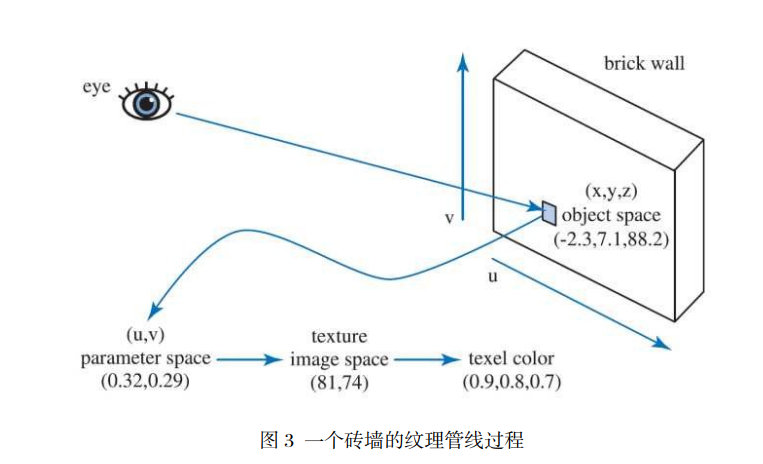 eye
brick wall
v
(x,y,z)
object space
(-2.3,7.1,88.2)
u
(u,v)
parameter space
(0.32,0.29)
texture
image space
(81,74)
texel color
(0.9,0.8,0.7)
图 3 一个砖墙的纹理管线过程